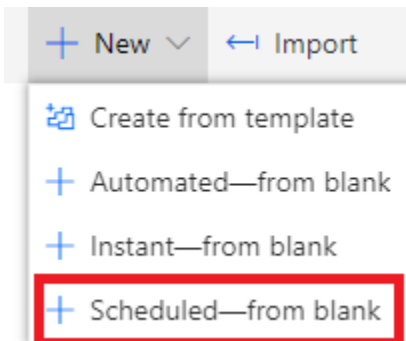 New Import
Create from template
Automated—from blank
Instant—from blank
Scheduled—from blank